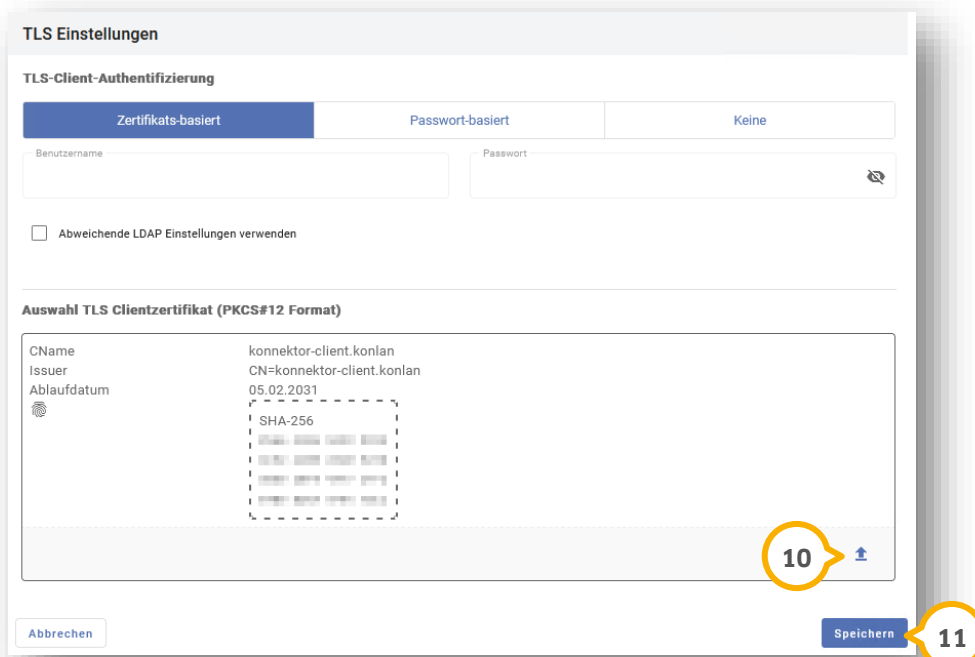 TLS Einstellungen
TLS-Client-Authentifizierung
Zertifikats-basiert Passwort-basiert Keine
Benutzername Passwort
Abweichende LDAP Einstellungen verwenden
Auswahl TLS Clientzertifikat (PKCS#12 Format)
CName konnektor-client.konlan
Issuer CN=konnektor-client.konlan
Ablaufdatum 05.02.2031
SHA-256
10
Abbrechen Speichern 11